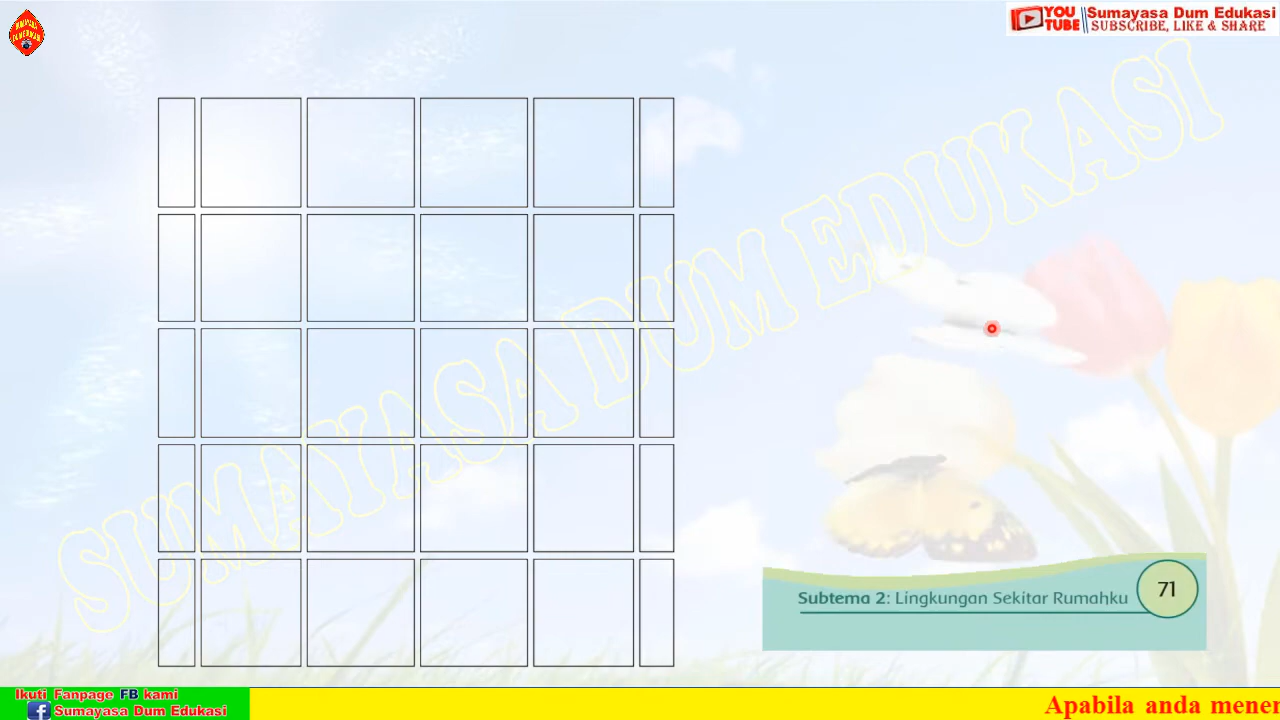 YOU TUBE
Sumayasa Dum Edukasi
SUBSCRIBE, LIKE & SHARE
SUMAYASA DUM EDUKASI
Subtema 2: Lingkungan Sekitar Rumahku
71
Ikuti Fanpage FB kami
Sumayasa Dum Edukasi
Apabila anda mener